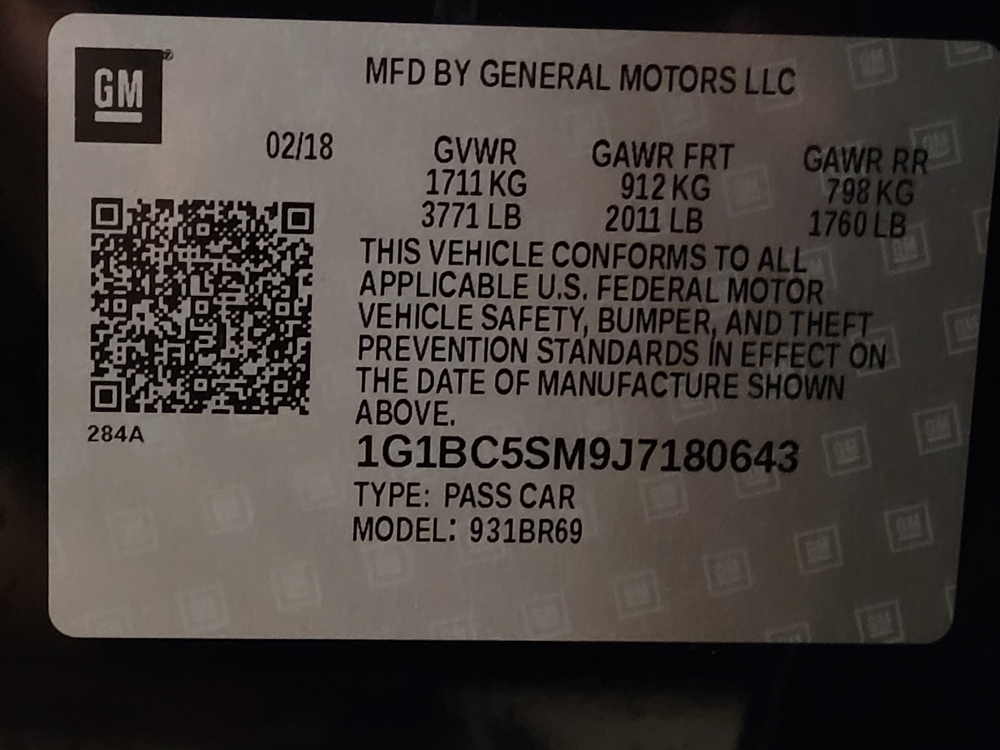 GM
MFD BY GENERAL MOTORS LLC
02/18 GVWR GAWR FRT GAWR RR
1711 KG 912 KG 798 KG
3771 LB 2011 LB 1760 LB
THIS VEHICLE CONFORMS TO ALL
APPLICABLE U.S. FEDERAL MOTOR
VEHICLE SAFETY, BUMPER, AND THEFT
PREVENTION STANDARDS IN EFFECT ON
THE DATE OF MANUFACTURE SHOWN
ABOVE.
284A
1G1BC5SM9J7180643
TYPE: PASS CAR
MODEL: 931BR69